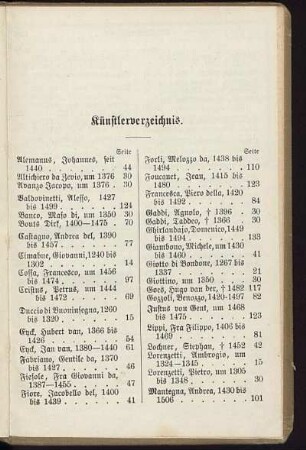 Künstlerverzeichnis.
Seite
Alemanus, Johannes, seit
1440 . . . . . . . . 44
Altichiero da Zevio, um 1376 30
Avanzo Jacopo, um 1376 . 30
Baldovinetti, Alesso, 1427
bis 1499 . . . . . . . 124
Banco, Maso di, um 1350 30
Bouts Dirk, 1400—1475 . 70
Castagno, Andrea del, 1390
bis 1457 . . . . . . . 77
Cimabue, Giovanni, 1240 bis
1302 . . . . . . . . 14
Cossa, Francesco, um 1456
bis 1474 . . . . . . . 110
Cristus, Petrus, um 1444
bis 1472 . . . . . . . 69
Duccio di Buoninsegna, 1260
bis 1320 . . . . . . . 15
Eyck, Hubert van, 1366 bis
1426 . . . . . . . . 54
Eyck, Jan van, 1380—1440 61
Fabriano, Gentile da, 1370
bis 1427 . . . . . . . 46
Fiesole, Fra Giovanni da,
1387—1455 . . . . . . 47
Fiore, Jacobello del, 1400
bis 1439 . . . . . . . 41
Seite
Forli, Melozzo da, 1438 bis
1494 . . . . . . . . 110
Foucquet, Jean, 1415 bis
1480 . . . . . . . . 123
Francesca, Piero della, 1420
bis 1492 . . . . . . . 84
Gaddi, Agnolo, † 1396 . 30
Gaddi, Taddeo, † 1366 . 30
Ghirlandajo, Domenico, 1449
bis 1494 . . . . . . . 133
Giambono, Michele, um 1430
bis 1460 . . . . . . . 41
Giotto di Bondone, 1267 bis
1337 . . . . . . . . 21
Giottino, um 1350 . . . 30
Goes, Hugo van der, † 1482 117
Gozzoli, Benozzo, 1420-1497 82
Justus von Gent, um 1468
bis 1475 . . . . . . . 121
Lippi, Fra Filippo, 1406 bis
1469 . . . . . . . . 81
Lochner, Stephan, † 1452 42
Lorenzetti, Ambrogio, um
1324—1345 . . . . . . 15
Lorenzetti, Pietro, um 1305
bis 1348 . . . . . . . 30
Mantegna, Andrea, 1430 bis
1506 . . . . . . . . 101